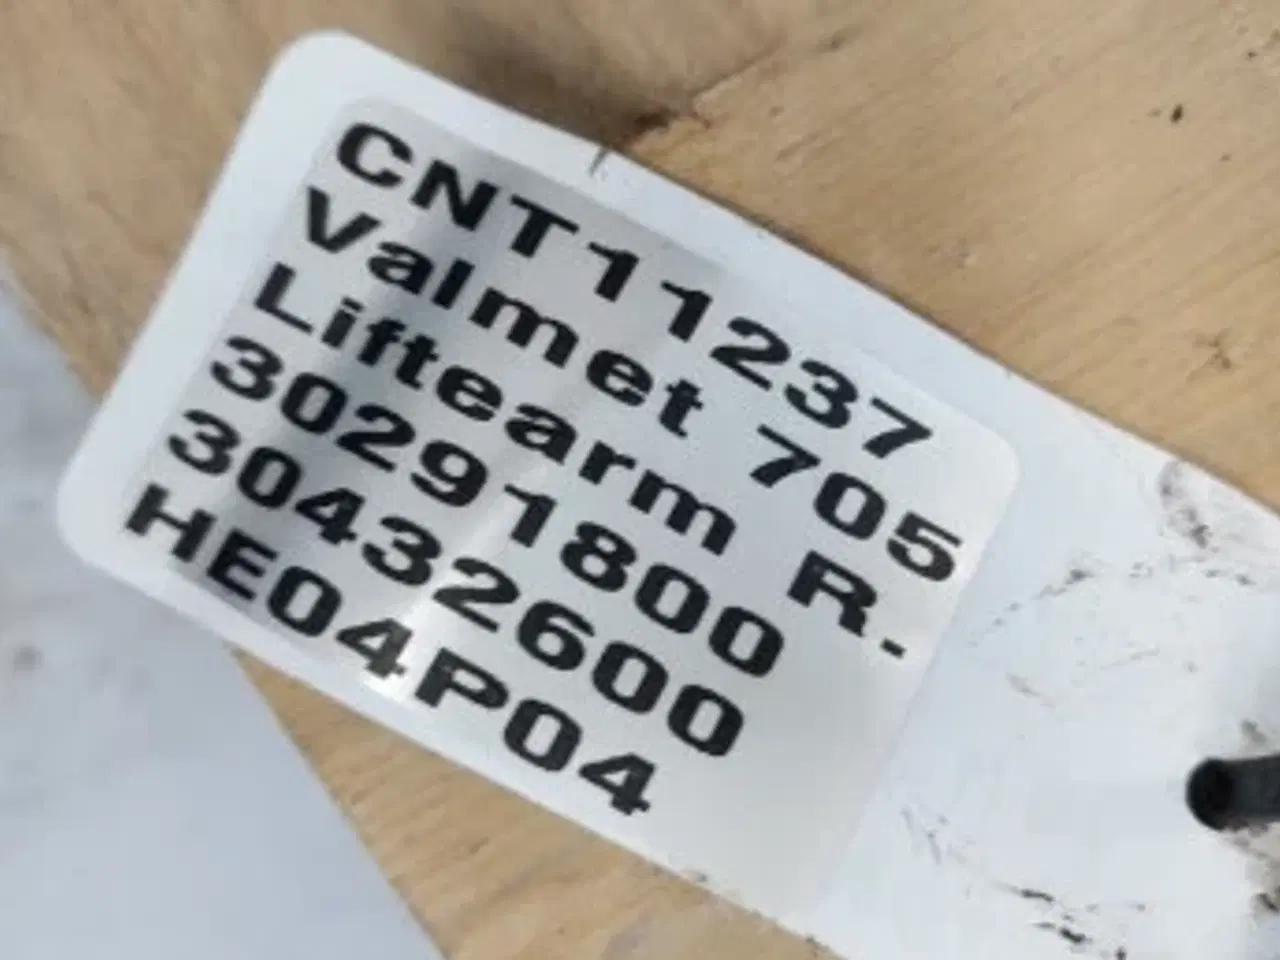 CNT11237
Valmet 705
Liftearm R.
30291800
30432600
HE04P04